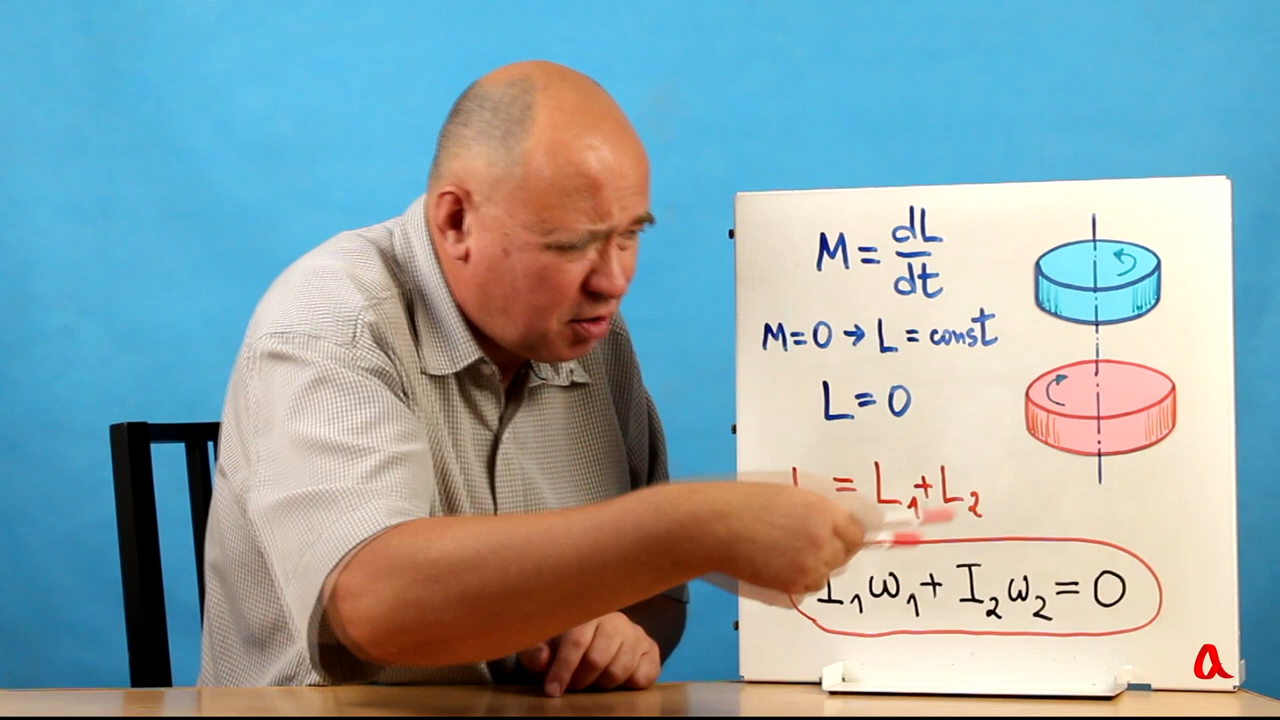 M = dL/dt
M=0 → L = const
L = 0
L = L₁+L₂
I₁ω₁+ I₂ω₂ = 0
a